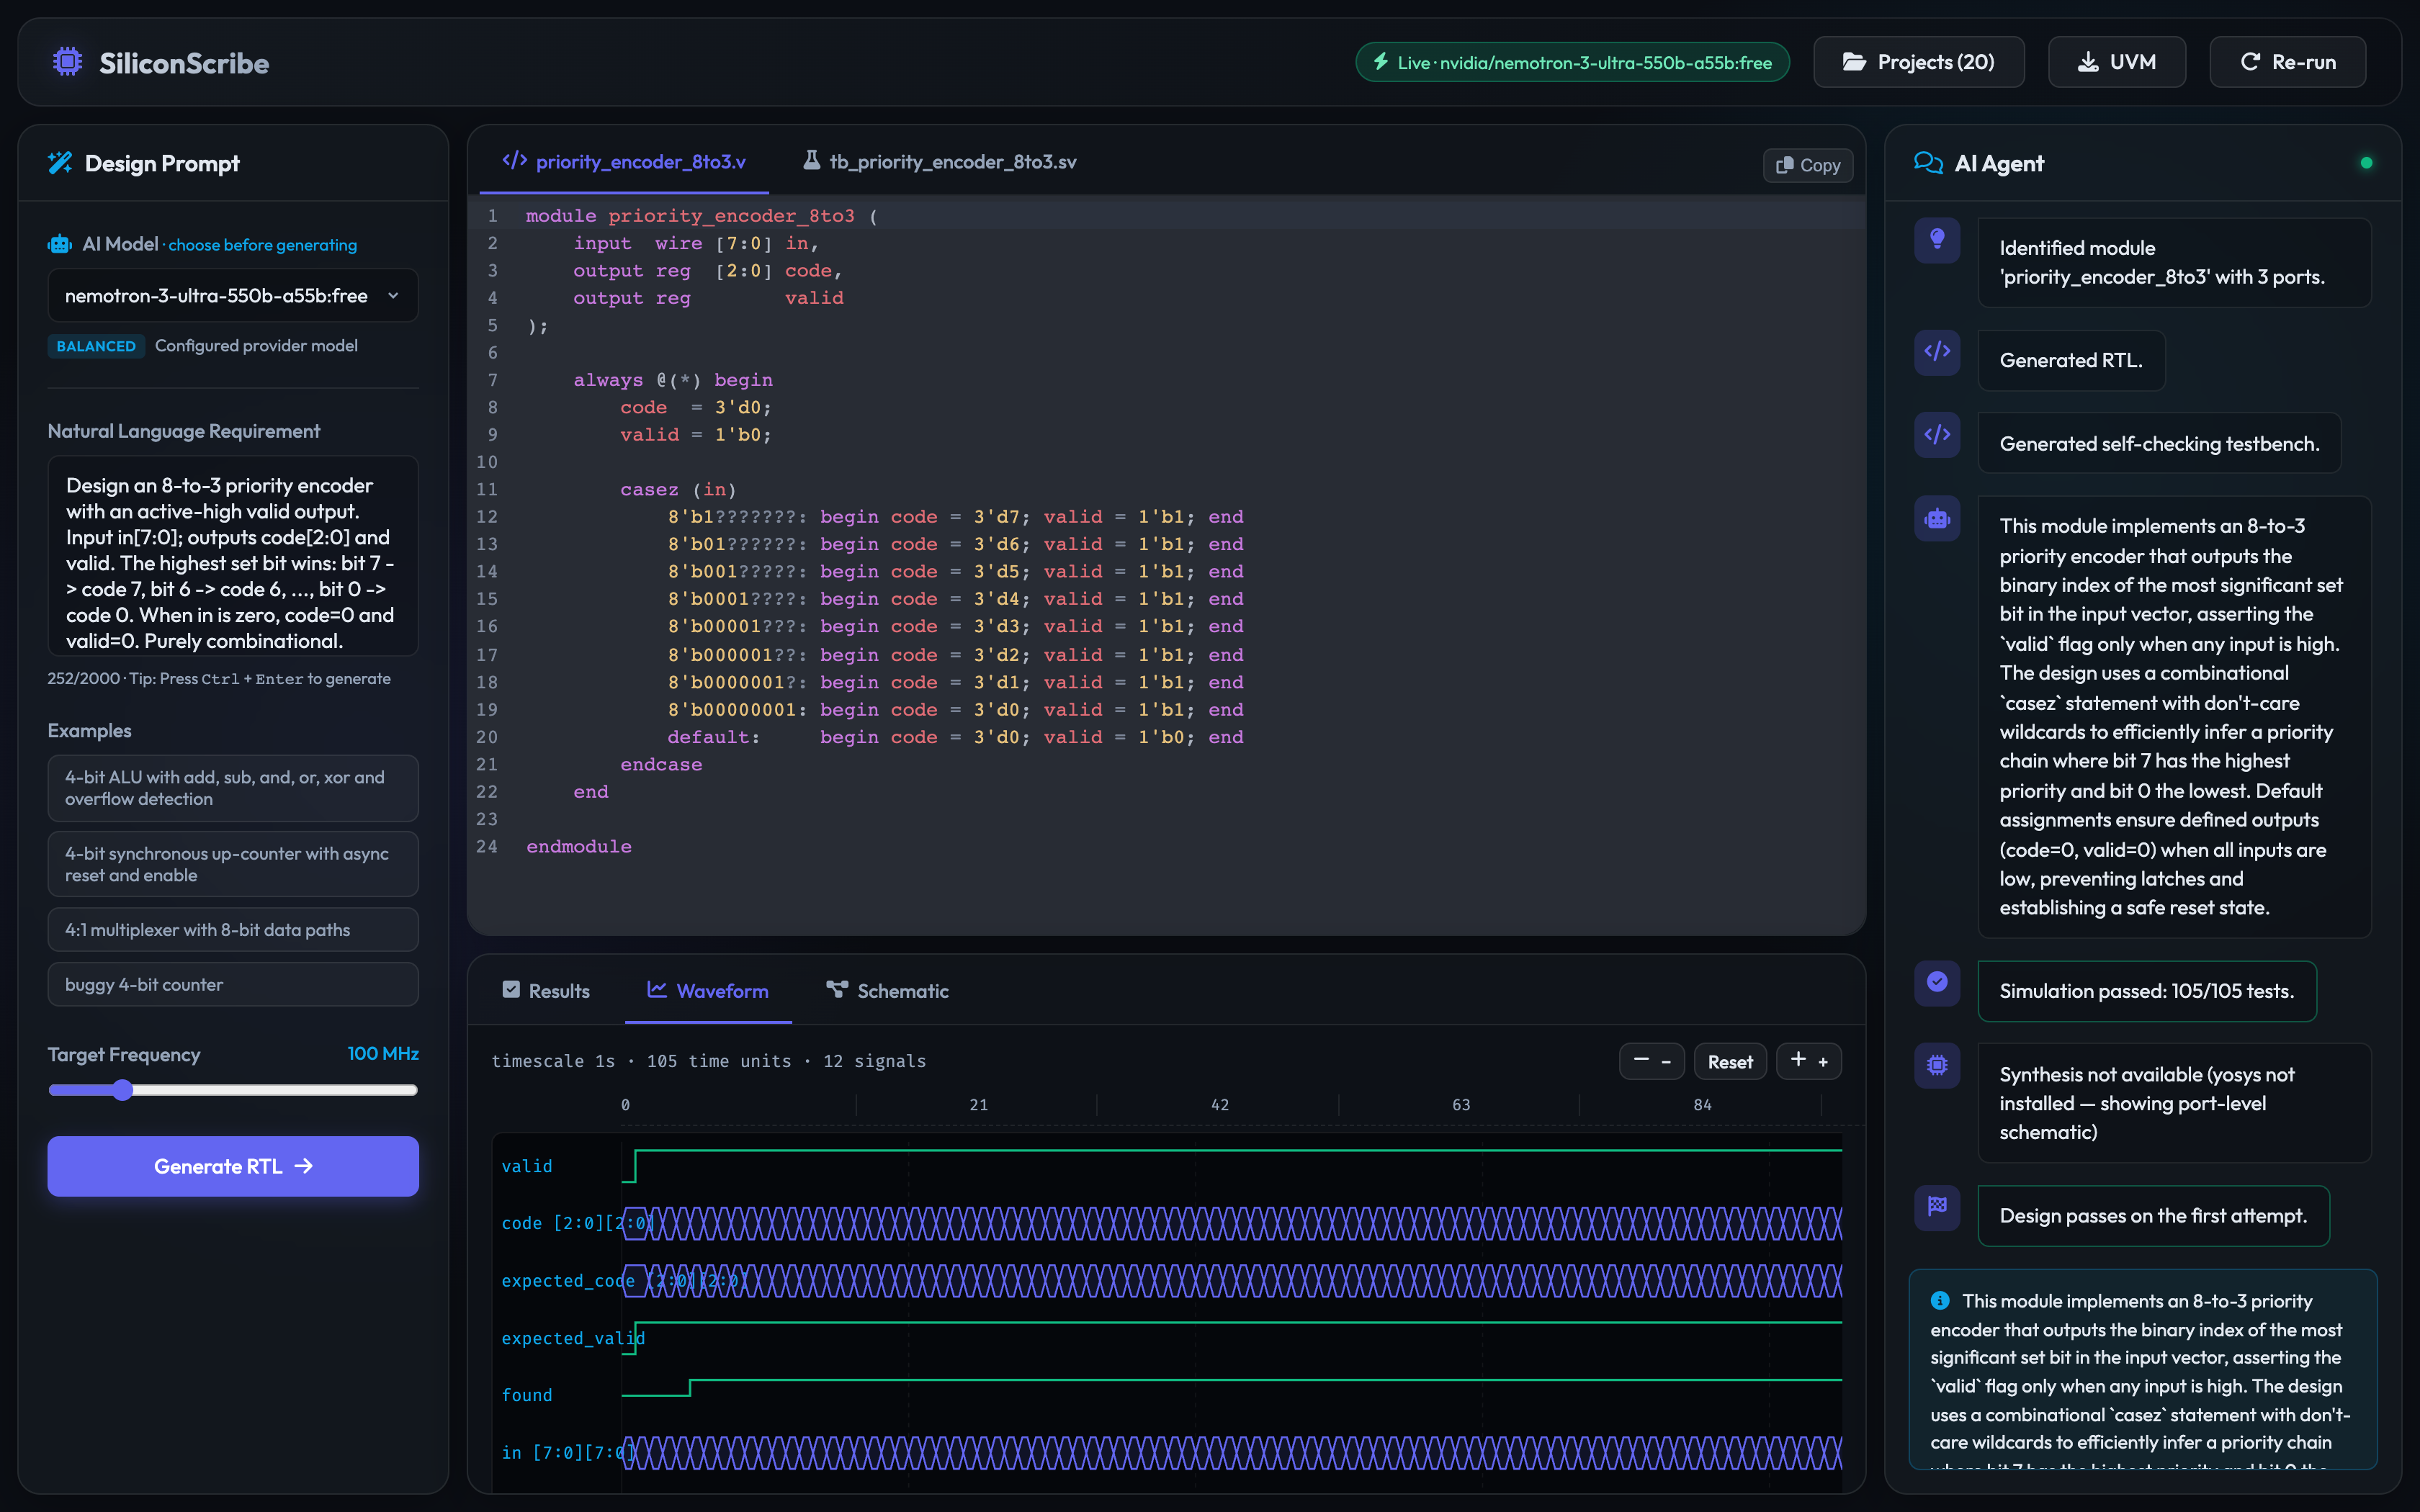 SiliconScribe
Live · nvidia/nemotron-3-ultra-550b-a55b:free
Projects (20)
UVM
Re-run
Design Prompt
AI Model · choose before generating
nemotron-3-ultra-550b-a55b:free
BALANCED Configured provider model
Natural Language Requirement
Design an 8-to-3 priority encoder
with an active-high valid output.
Input in[7:0]; outputs code[2:0] and
valid. The highest set bit wins: bit 7 -
> code 7, bit 6 -> code 6, ..., bit 0 ->
code 0. When in is zero, code=0 and
valid=0. Purely combinational.
252/2000 · Tip: Press Ctrl + Enter to generate
Examples
4-bit ALU with add, sub, and, or, xor and
overflow detection
4-bit synchronous up-counter with async
reset and enable
4:1 multiplexer with 8-bit data paths
buggy 4-bit counter
Target Frequency 100 MHz
Generate RTL →
priority_encoder_8to3.v
tb_priority_encoder_8to3.sv
Copy
1 module priority_encoder_8to3 (
2 input wire [7:0] in,
3 output reg [2:0] code,
4 output reg valid
5 );
6
7 always @(*) begin
8 code = 3'd0;
9 valid = 1'b0;
10
11 casez (in)
12 8'b1???????: begin code = 3'd7; valid = 1'b1; end
13 8'b01??????: begin code = 3'd6; valid = 1'b1; end
14 8'b001?????: begin code = 3'd5; valid = 1'b1; end
15 8'b0001????: begin code = 3'd4; valid = 1'b1; end
16 8'b00001???: begin code = 3'd3; valid = 1'b1; end
17 8'b000001??: begin code = 3'd2; valid = 1'b1; end
18 8'b0000001?: begin code = 3'd1; valid = 1'b1; end
19 8'b00000001: begin code = 3'd0; valid = 1'b1; end
20 default: begin code = 3'd0; valid = 1'b0; end
21 endcase
22 end
23
24 endmodule
Results
Waveform
Schematic
timescale 1s · 105 time units · 12 signals
− -
Reset
+ +
0 21 42 63 84
valid
code [2:0][2:0]
expected_code [2:0][2:0]
expected_valid
found
in [7:0][7:0]
AI Agent
Identified module
'priority_encoder_8to3' with 3 ports.
Generated RTL.
Generated self-checking testbench.
This module implements an 8-to-3
priority encoder that outputs the
binary index of the most significant set
bit in the input vector, asserting the
`valid` flag only when any input is high.
The design uses a combinational
`casez` statement with don't-care
wildcards to efficiently infer a priority
chain where bit 7 has the highest
priority and bit 0 the lowest. Default
assignments ensure defined outputs
(code=0, valid=0) when all inputs are
low, preventing latches and
establishing a safe reset state.
Simulation passed: 105/105 tests.
Synthesis not available (yosys not
installed — showing port-level
schematic)
Design passes on the first attempt.
This module implements an 8-to-3 priority
encoder that outputs the binary index of the most
significant set bit in the input vector, asserting the
`valid` flag only when any input is high. The design
uses a combinational `casez` statement with don't-
care wildcards to efficiently infer a priority chain
where bit 7 has the highest priority and bit 0 the